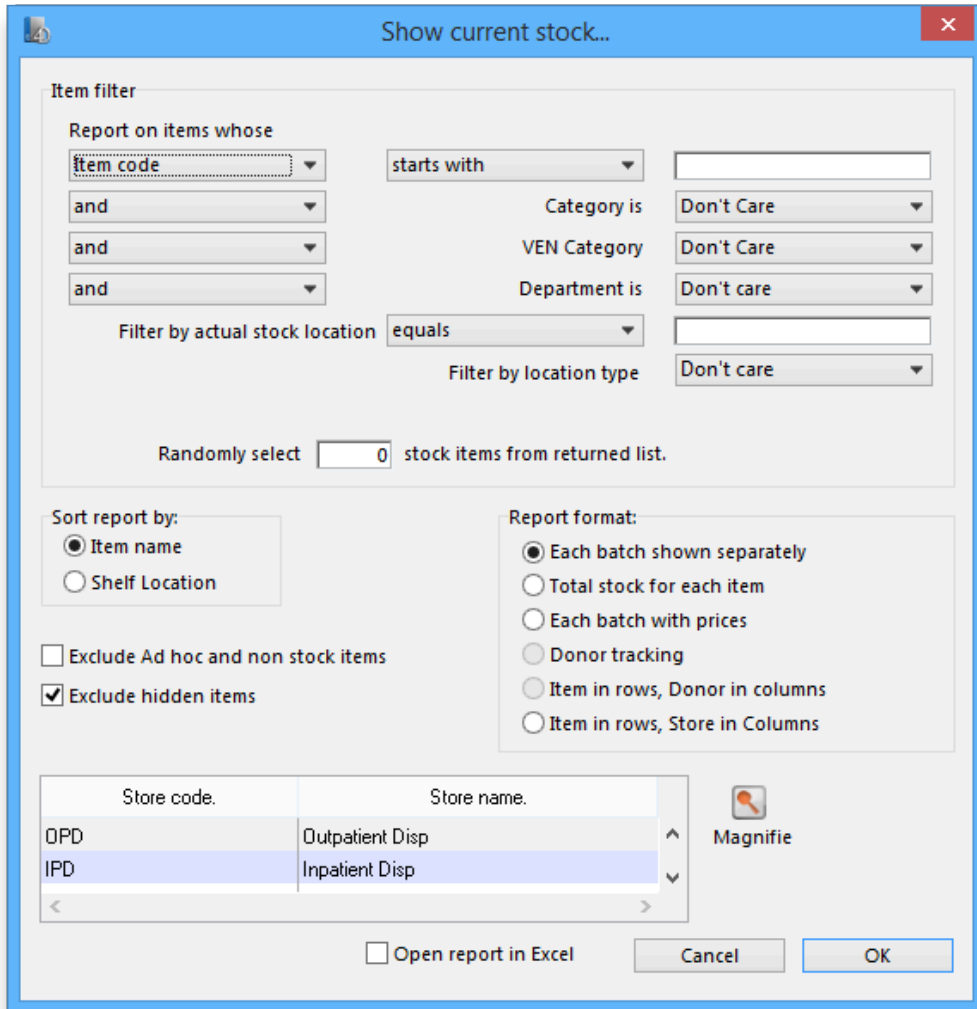 Show current stock...
Item filter
Report on items whose
Item code starts with
and Category is Don't Care
and VEN Category Don't Care
and Department is Don't care
Filter by actual stock location equals
Filter by location type Don't care
Randomly select 0 stock items from returned list.
Sort report by:
Item name
Shelf Location
Exclude Ad hoc and non stock items
Exclude hidden items
Report format:
Each batch shown separately
Total stock for each item
Each batch with prices
Donor tracking
Item in rows, Donor in columns
Item in rows, Store in Columns
Store code. Store name.
OPD Outpatient Disp
IPD Inpatient Disp
Magnifie
Open report in Excel Cancel OK